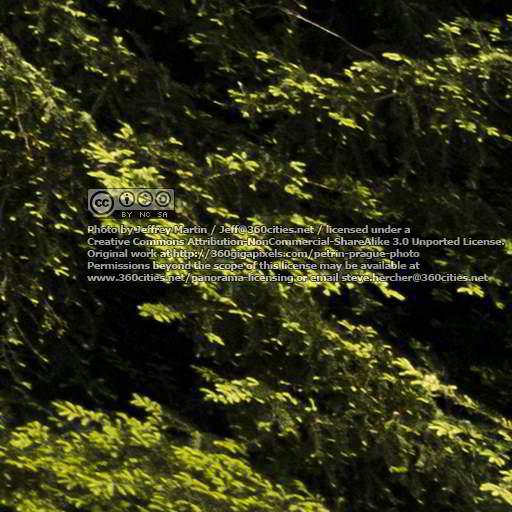 cc
BY NC SA
Photo by Jeffrey Martin / Jeff@360cities.net / licensed under a
Creative Commons Attribution-NonCommercial-ShareAlike 3.0 Unported License.
Original work at http://360gigapixels.com/petrin-prague-photo
Permissions beyond the scope of this license may be available at
www.360cities.net/panorama-licensing or email steve.hercher@360cities.net